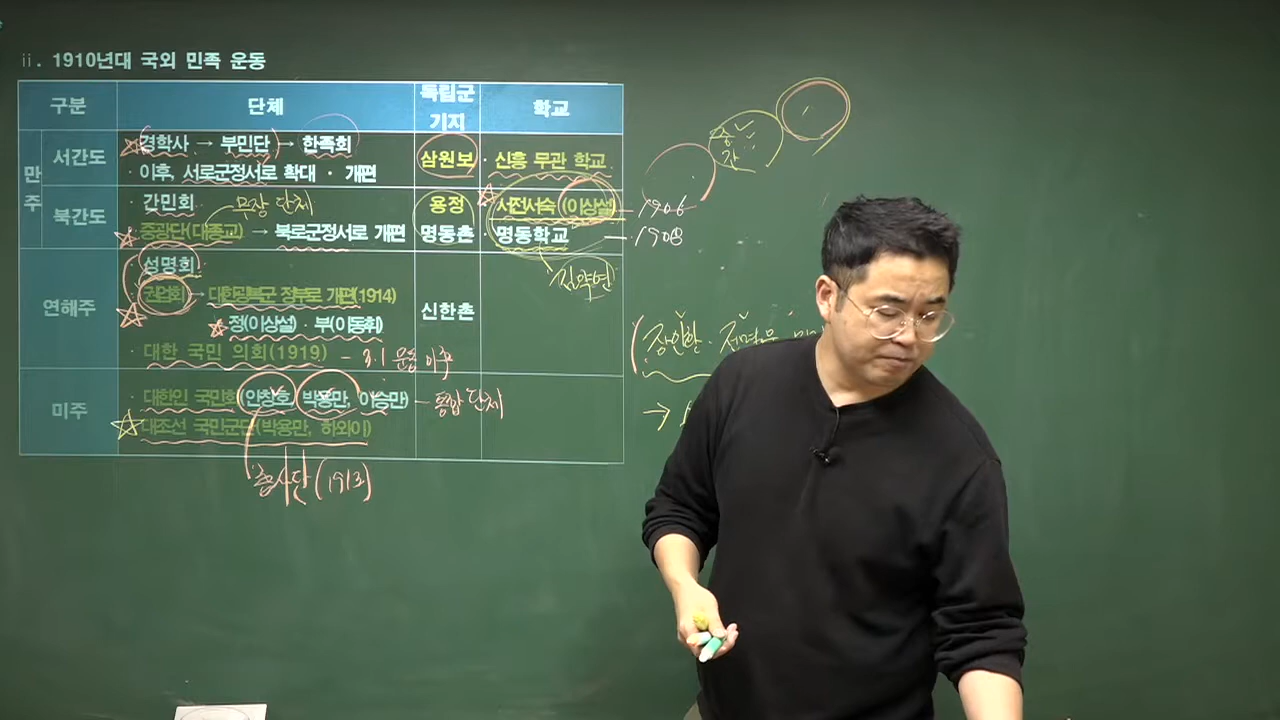 ii. 1910년대 국외 민족 운동
구분 단체 독립군 기지 학교
만주
서간도 경학사 → 부민단 → 한족회 삼원보 · 신흥 무관 학교
· 이후, 서로군정서로 확대 · 개편
북간도 · 간민회 무장 단체 용정 · 서전서숙 (이상설) 1906
· 중광단(대종교) → 북로군정서로 개편 명동촌 · 명동학교 1908
김약연
연해주 · 성명회 신한촌
권업회 → 대한광복군 정부로 개편(1914)
정(이상설) · 부(이동휘)
· 대한 국민 의회(1919) - 3.1 운동 이후
미주 · 대한인 국민회(안창호, 박용만, 이승만) - 통합 단체
대조선 국민군단(박용만, 하와이)
흥사단 (1913)
장인환 ·
→